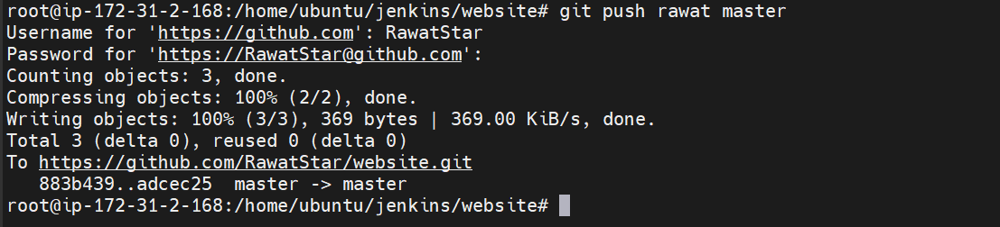 root@ip-172-31-2-168:/home/ubuntu/jenkins/website# git push rawat master
Username for 'https://github.com': RawatStar
Password for 'https://RawatStar@github.com':
Counting objects: 3, done.
Compressing objects: 100% (2/2), done.
Writing objects: 100% (3/3), 369 bytes | 369.00 KiB/s, done.
Total 3 (delta 0), reused 0 (delta 0)
To https://github.com/RawatStar/website.git
   883b439..adcec25  master -> master
root@ip-172-31-2-168:/home/ubuntu/jenkins/website#